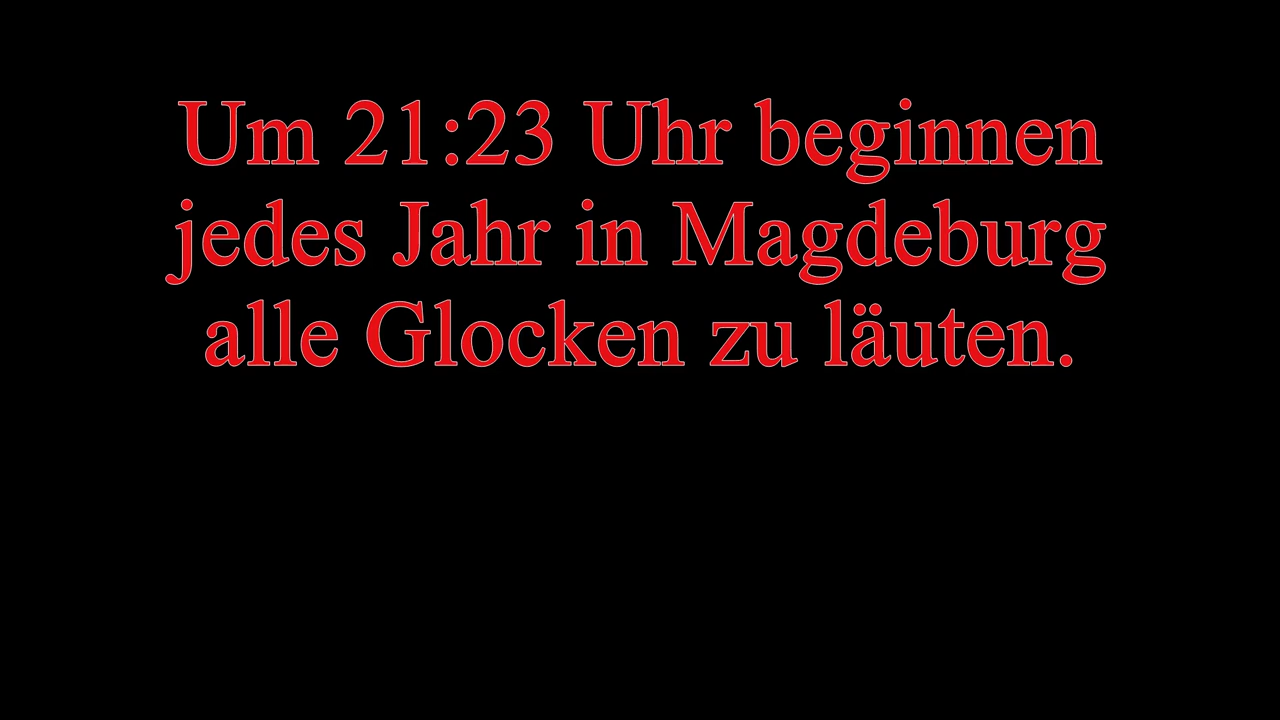 Um 21:23 Uhr beginnen
jedes Jahr in Magdeburg
alle Glocken zu läuten.